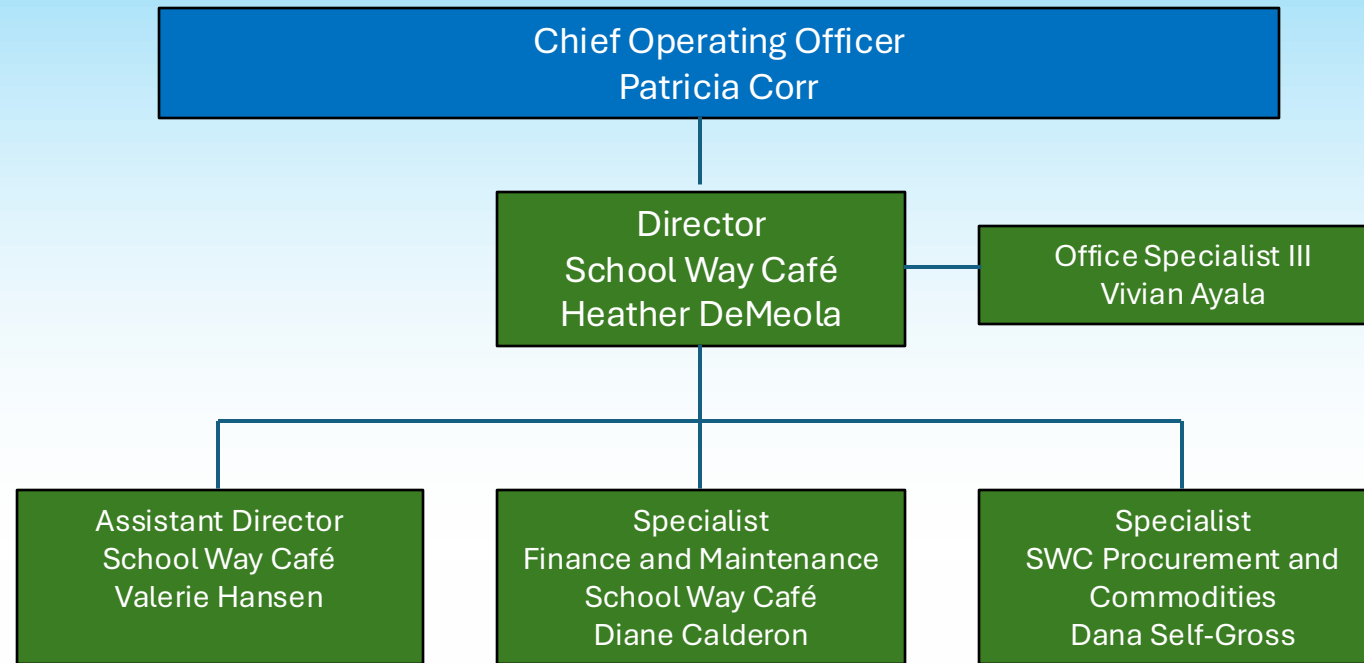 Chief Operating Officer
Patricia Corr
Director
School Way Café
Heather DeMeola
Office Specialist III
Vivian Ayala
Assistant Director
School Way Café
Valerie Hansen
Specialist
Finance and Maintenance
School Way Café
Diane Calderon
Specialist
SWC Procurement and
Commodities
Dana Self-Gross